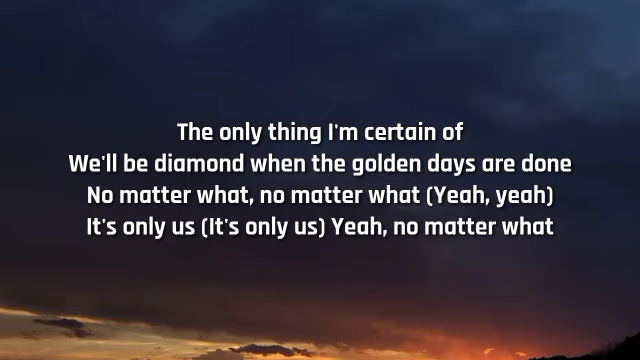 The only thing I'm certain of
We'll be diamond when the golden days are done
No matter what, no matter what (Yeah, yeah)
It's only us (It's only us) Yeah, no matter what